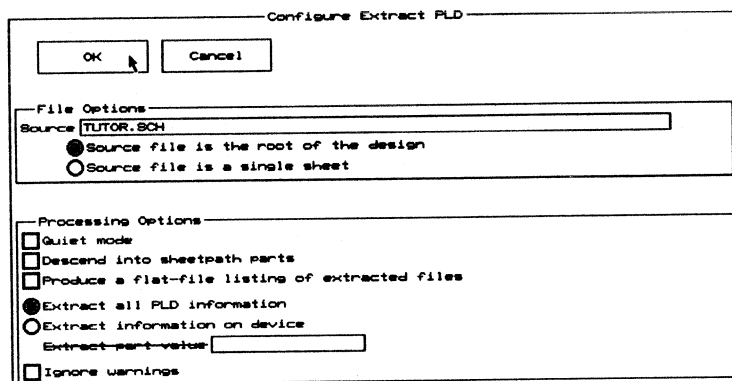 Configure Extract PLD
OK Cancel
File Options
Source TUTOR.SCH
Source file is the root of the design
Source file is a single sheet
Processing Options
Quiet mode
Descend into sheetpath parts
Produce a flat-file listing of extracted files
Extract all PLD information
Extract information on device
Extract part value
Ignore warnings